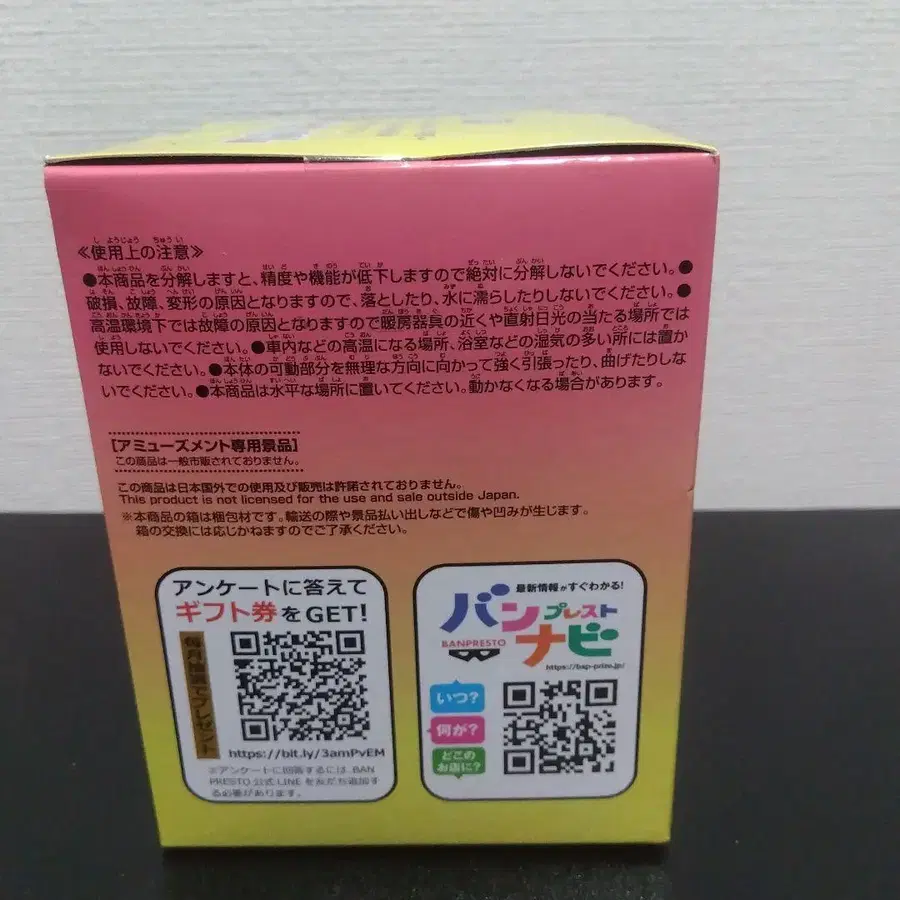 ≪使用上の注意≫
●本商品を分解しますと、精度や機能が低下しますので絶対に分解しないでください。●
破損、故障、変形の原因となりますので、落としたり、水に濡らしたりしないでください。●
高温環境下では故障の原因となりますので暖房器具の近くや直射日光の当たる場所では
使用しないでください。●車内などの高温になる場所、浴室などの湿気の多い所には置か
ないでください。●本体の可動部分を無理な方向に向かって強く引張ったり、曲げたりしな
いでください。●本商品は水平な場所に置いてください。動かなくなる場合があります。
[アミューズメント専用景品]
この商品は一般市販されておりません。
この商品は日本国外での使用及び販売は許諾されておりません。
This product is not licensed for the use and sale outside Japan.
※本商品の箱は梱包材です。輸送の際や景品払い出しなどで傷や凹みが生じます。
箱の交換には応じかねますのでご了承ください。
アンケートに答えて
ギフト券をGET!
毎月抽選でプレゼント
https://bit.ly/3amPvEM
※アンケートに回答するには、BAN
PRESTO 公式 LINE を友だち追加す
る必要があります。
最新情報がすぐわかる!
バンプレスト
ナビ
BANPRESTO
https://bsp-prize.jp/
いつ?
何が?
どこの
お店に?